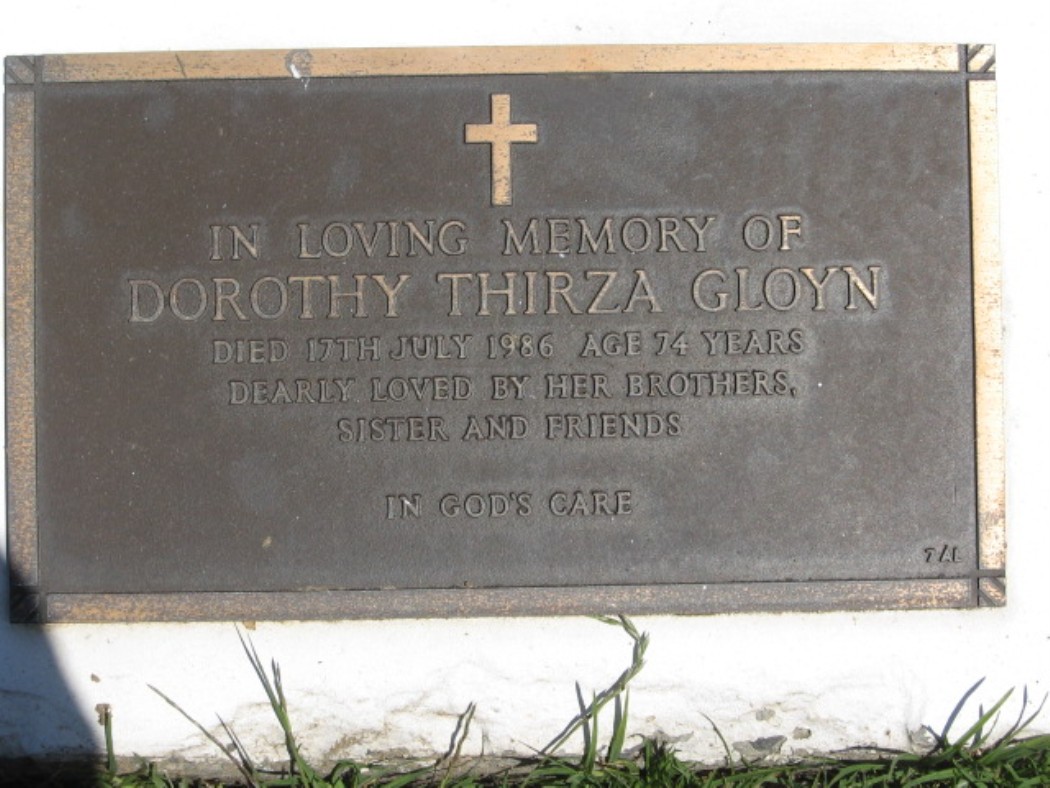 IN LOVING MEMORY OF
DOROTHY THIRZA GLOYN
DIED 17TH JULY 1986 AGE 74 YEARS
DEARLY LOVED BY HER BROTHERS,
SISTER AND FRIENDS
IN GOD'S CARE